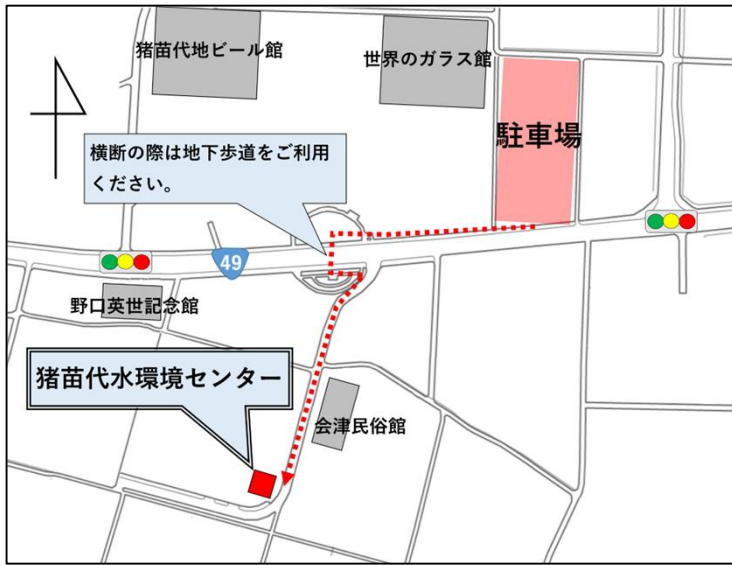 猪苗代地ビール館
世界のガラス館
駐車場
横断の際は地下歩道をご利用
ください。
49
野口英世記念館
猪苗代水環境センター
会津民俗館